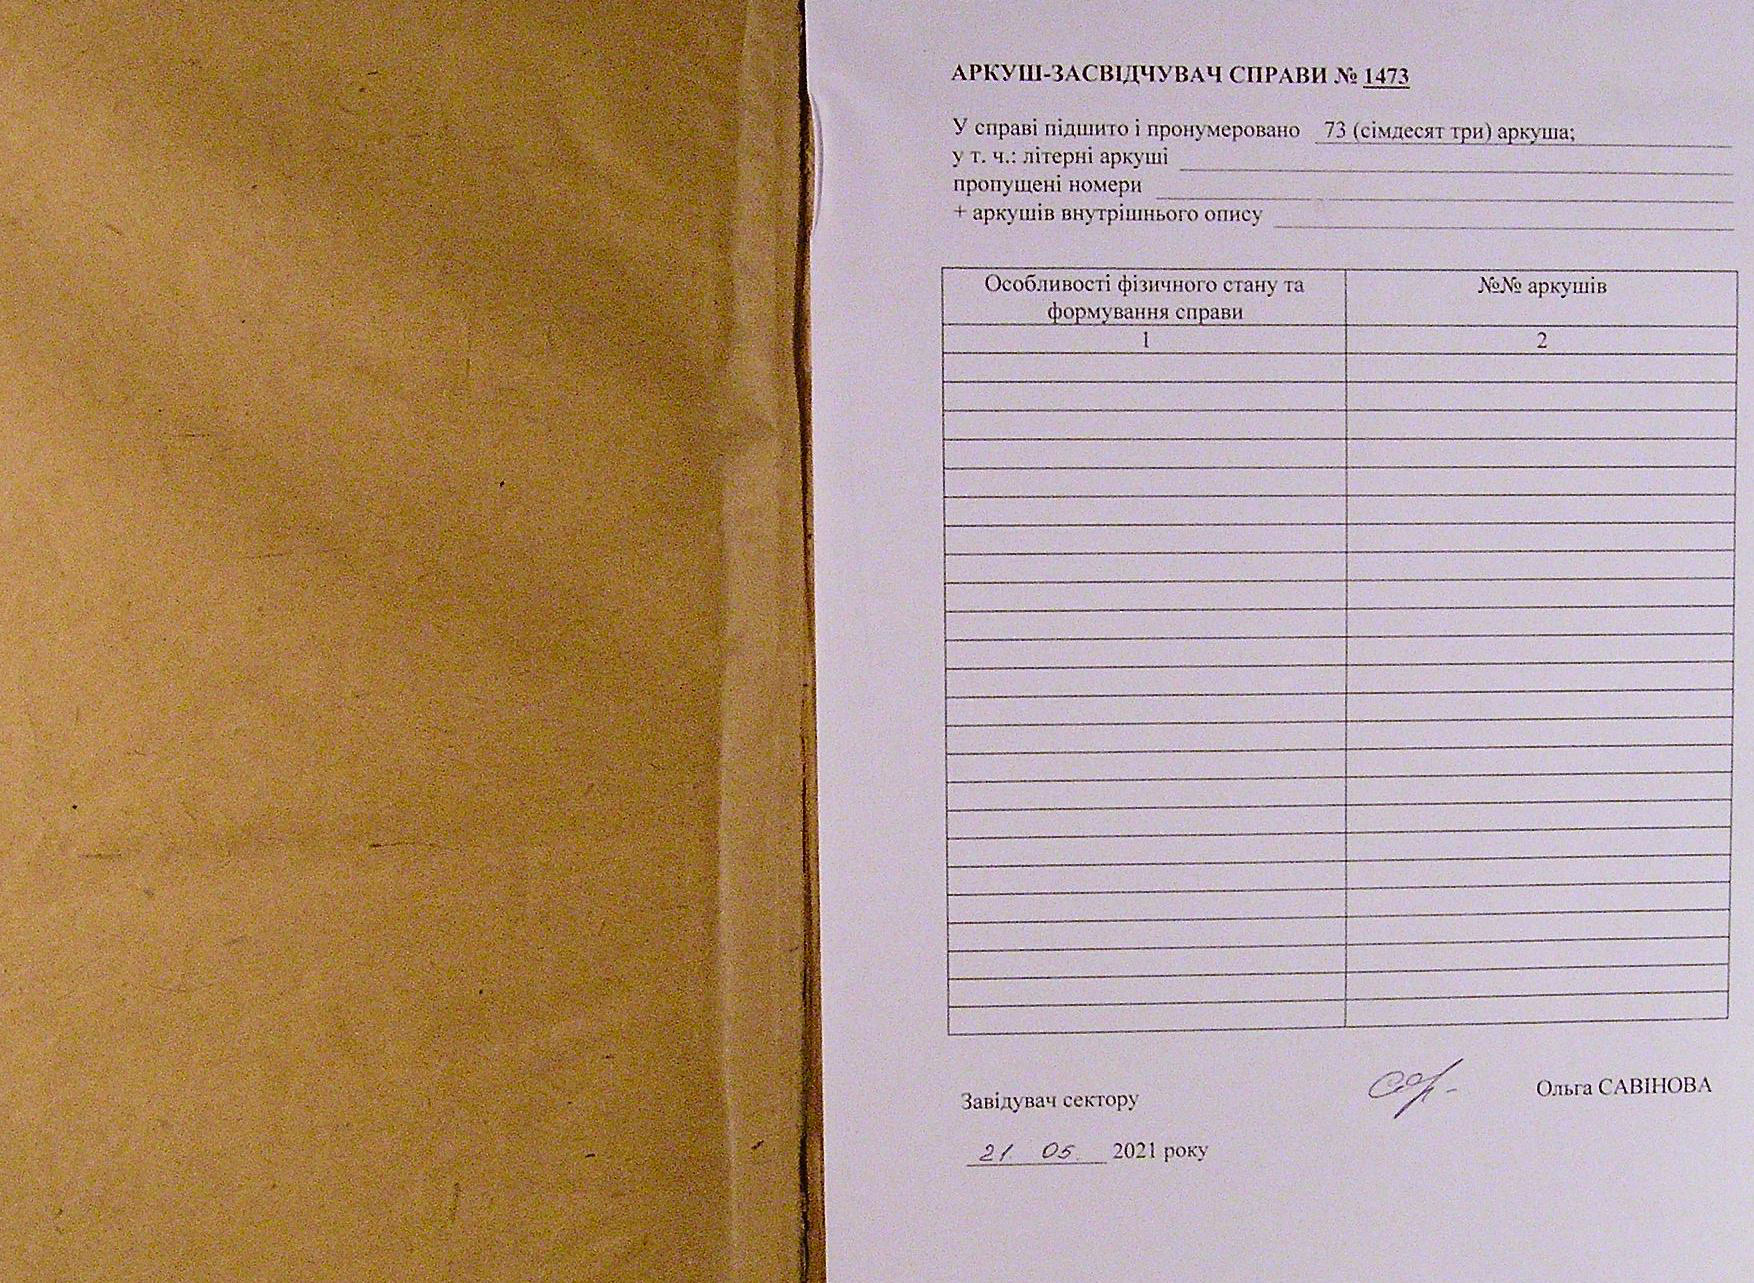 АРКУШ-ЗАСВІДЧУВАЧ СПРАВИ № 1473
У справі підшито і пронумеровано 73 (сімдесят три) аркуша;
у т. ч.: літерні аркуші
пропущені номери
+ аркушів внутрішнього опису
Особливості фізичного стану та
формування справи
№№ аркушів
1
2
Завідувач сектору
Ольга САВІНОВА
21. 05. 2021 року